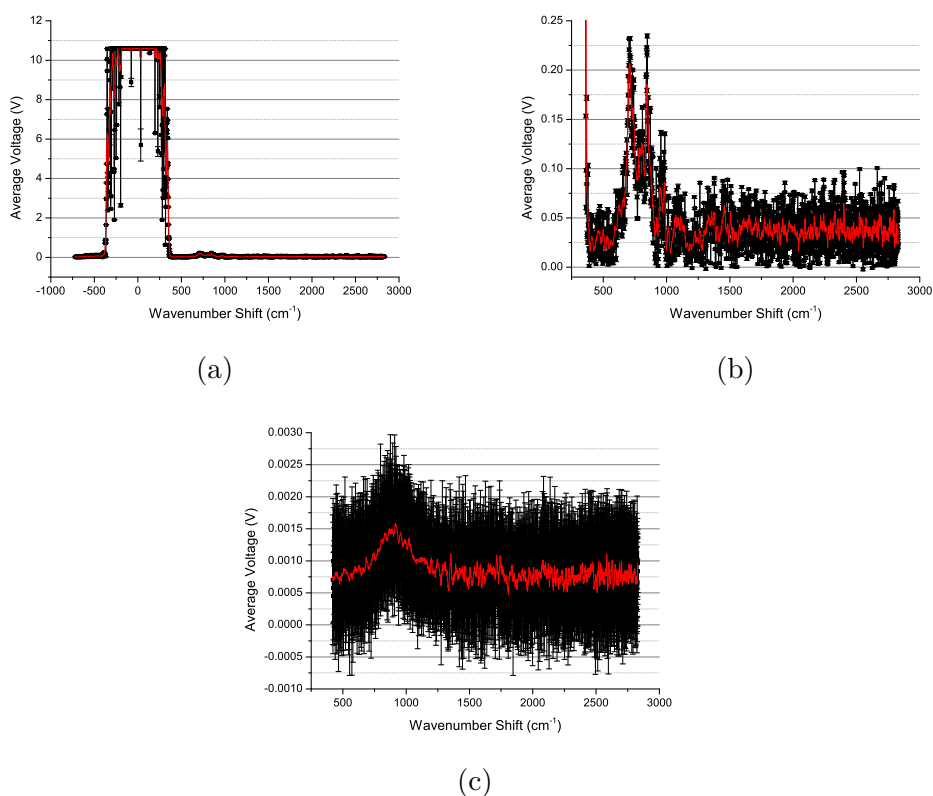 12
10
8
6
4
2
0
Average Voltage (V)
-1000 -500 0 500 1000 1500 2000 2500 3000
Wavenumber Shift (cm-1)
(a)
0.25
0.20
0.15
0.10
0.05
0.00
Average Voltage (V)
500 1000 1500 2000 2500 3000
Wavenumber Shift (cm-1)
(b)
0.0030
0.0025
0.0020
0.0015
0.0010
0.0005
0.0000
-0.0005
-0.0010
Average Voltage (V)
500 1000 1500 2000 2500 3000
Wavenumber Shift (cm-1)
(c)